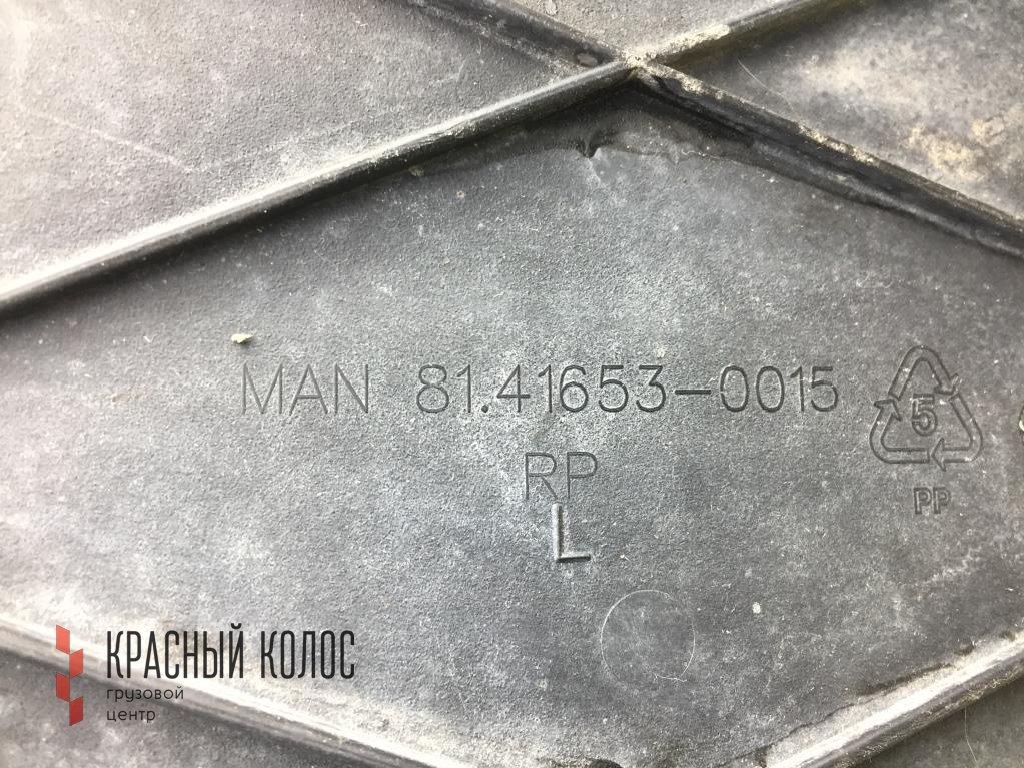 MAN 81.41653-0015
5
PP
RP
L
КРАСНЫЙ КОЛОС
грузовой
центр